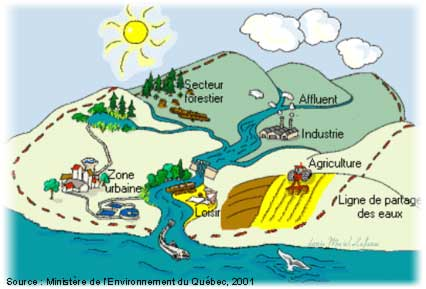 Secteur
forestier
Affluent
Industrie
Agriculture
Zone
urbaine
Loisir
Ligne de partage
des eaux
Source : Ministère de l'Environnement du Québec, 2001